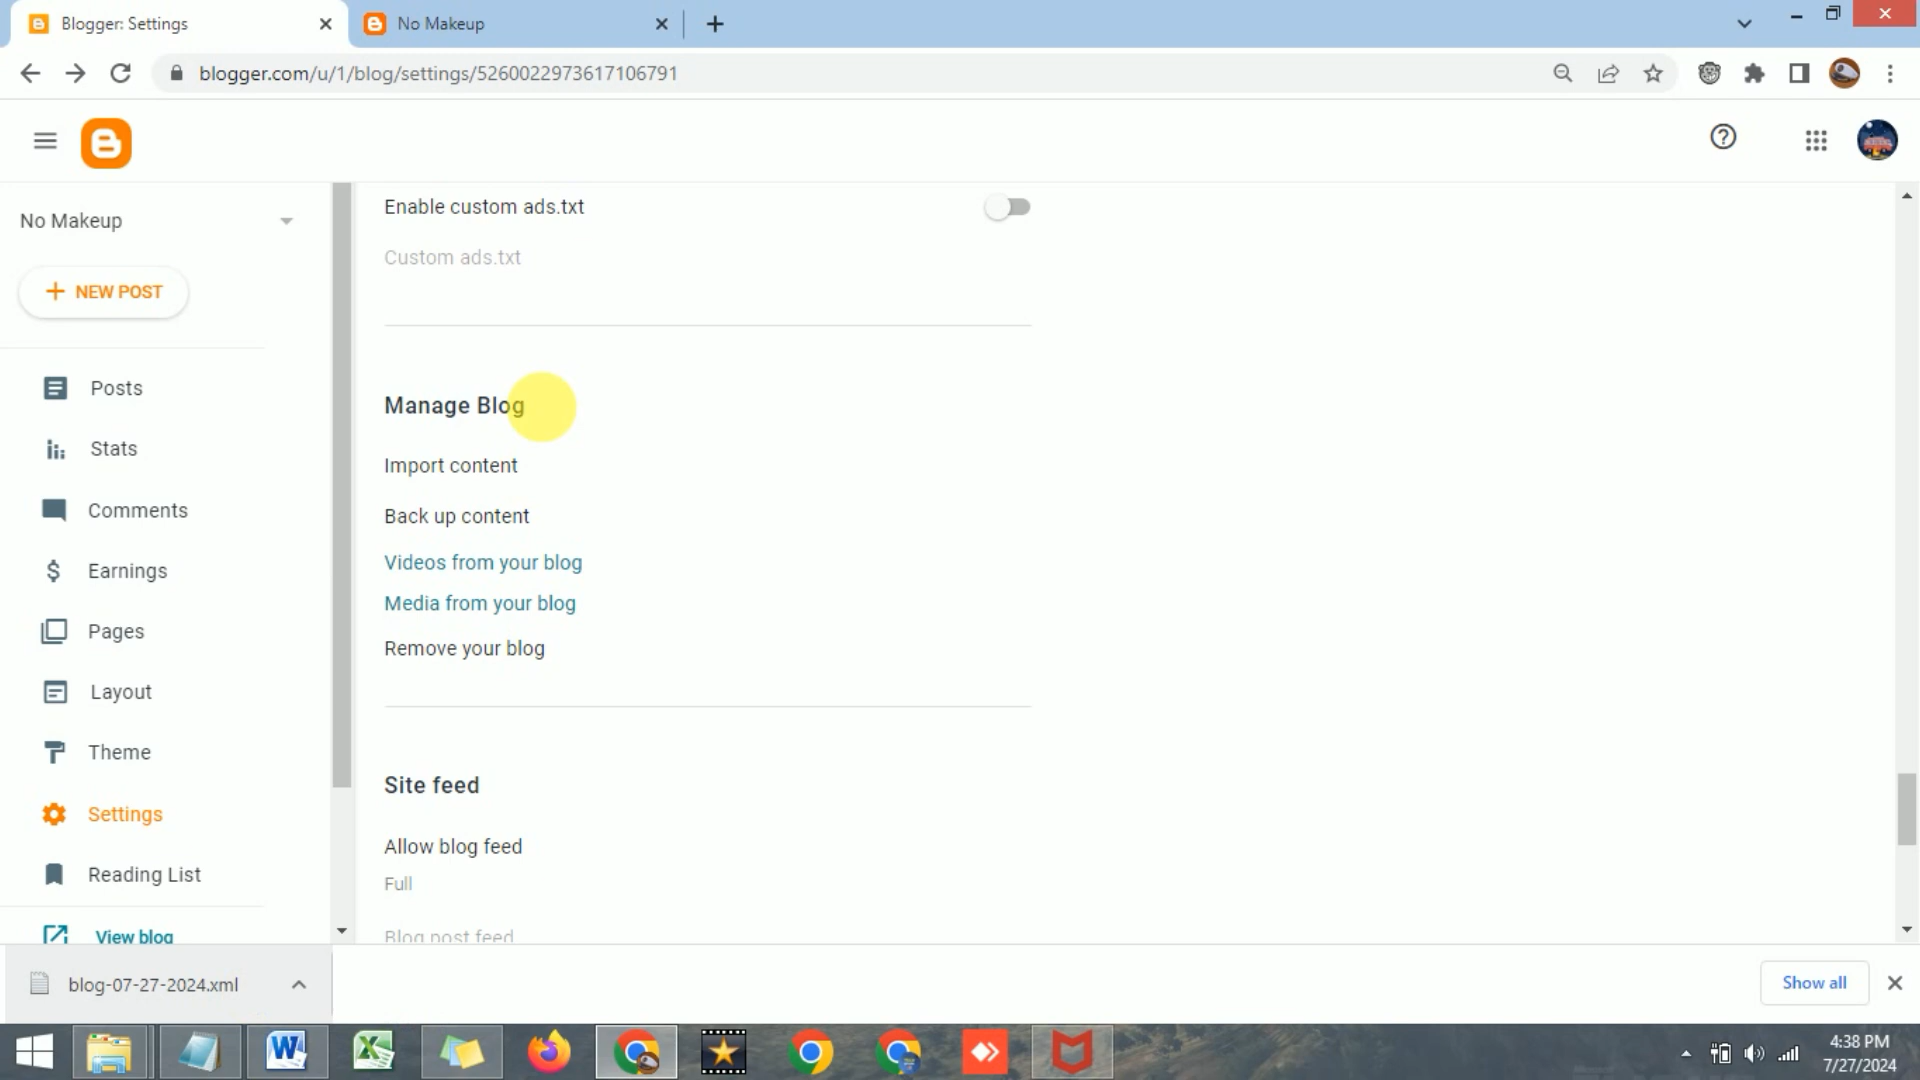 Blogger: Settings
No Makeup
blogger.com/u/1/blog/settings/5260022973617106791
No Makeup
NEW POST
Posts
Stats
Comments
Earnings
Pages
Layout
Theme
Settings
Reading List
View blog
Enable custom ads.txt
Custom ads.txt
Manage Blog
Import content
Back up content
Videos from your blog
Media from your blog
Remove your blog
Site feed
Allow blog feed
Full
Blog post feed
blog-07-27-2024.xml
Show all
4:38 PM
7/27/2024